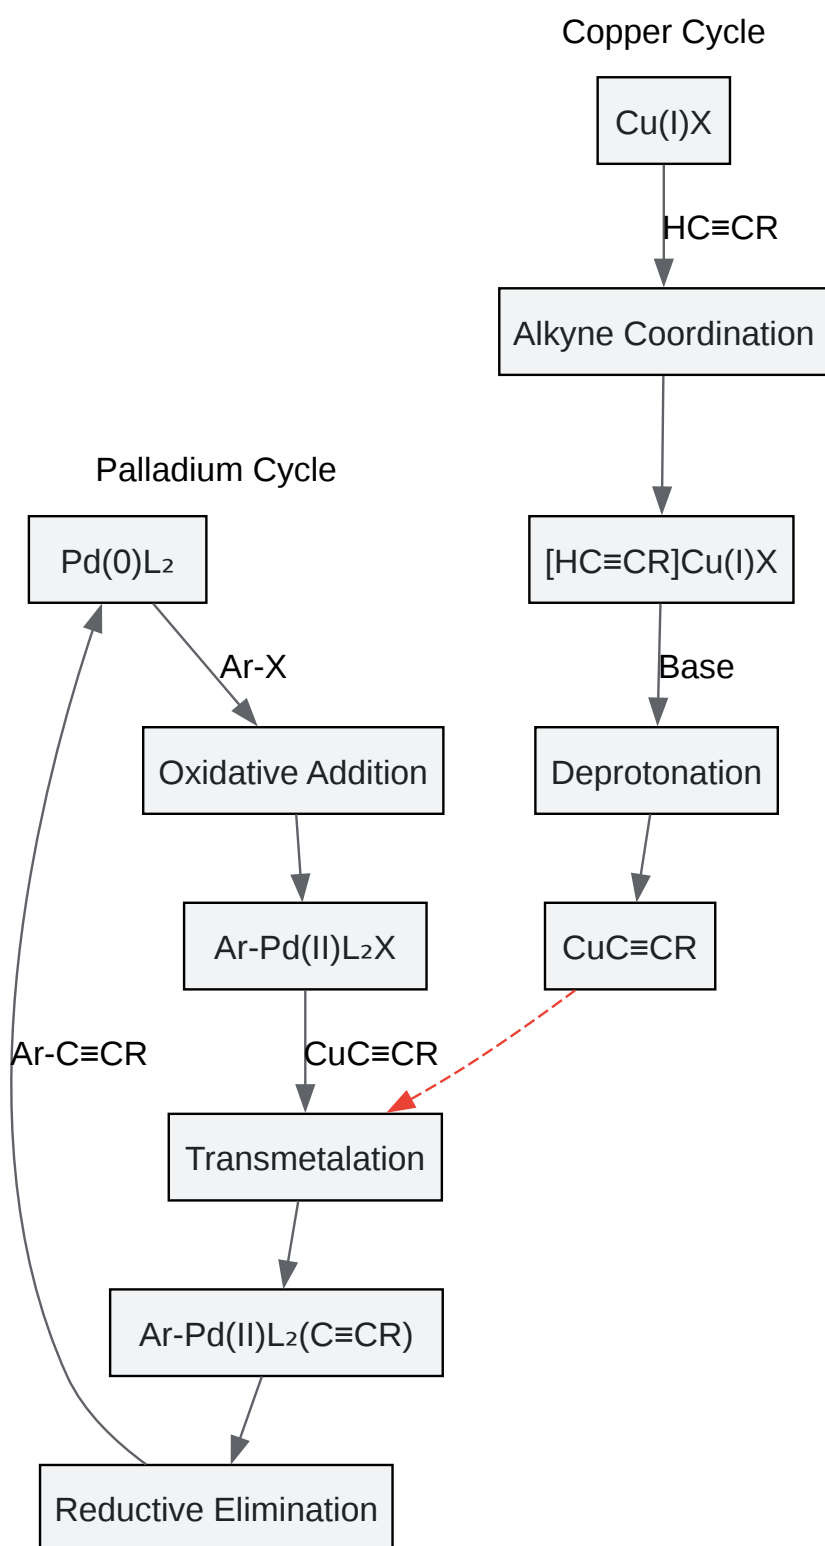 Copper Cycle
Cu(I)X
HC≡CR
Alkyne Coordination
Palladium Cycle
Pd(0)L₂
[HC≡CR]Cu(I)X
Ar-X
Base
Oxidative Addition
Deprotonation
Ar-Pd(II)L₂X
CuC≡CR
Ar-C≡CR
CuC≡CR
Transmetalation
Ar-Pd(II)L₂(C≡CR)
Reductive Elimination